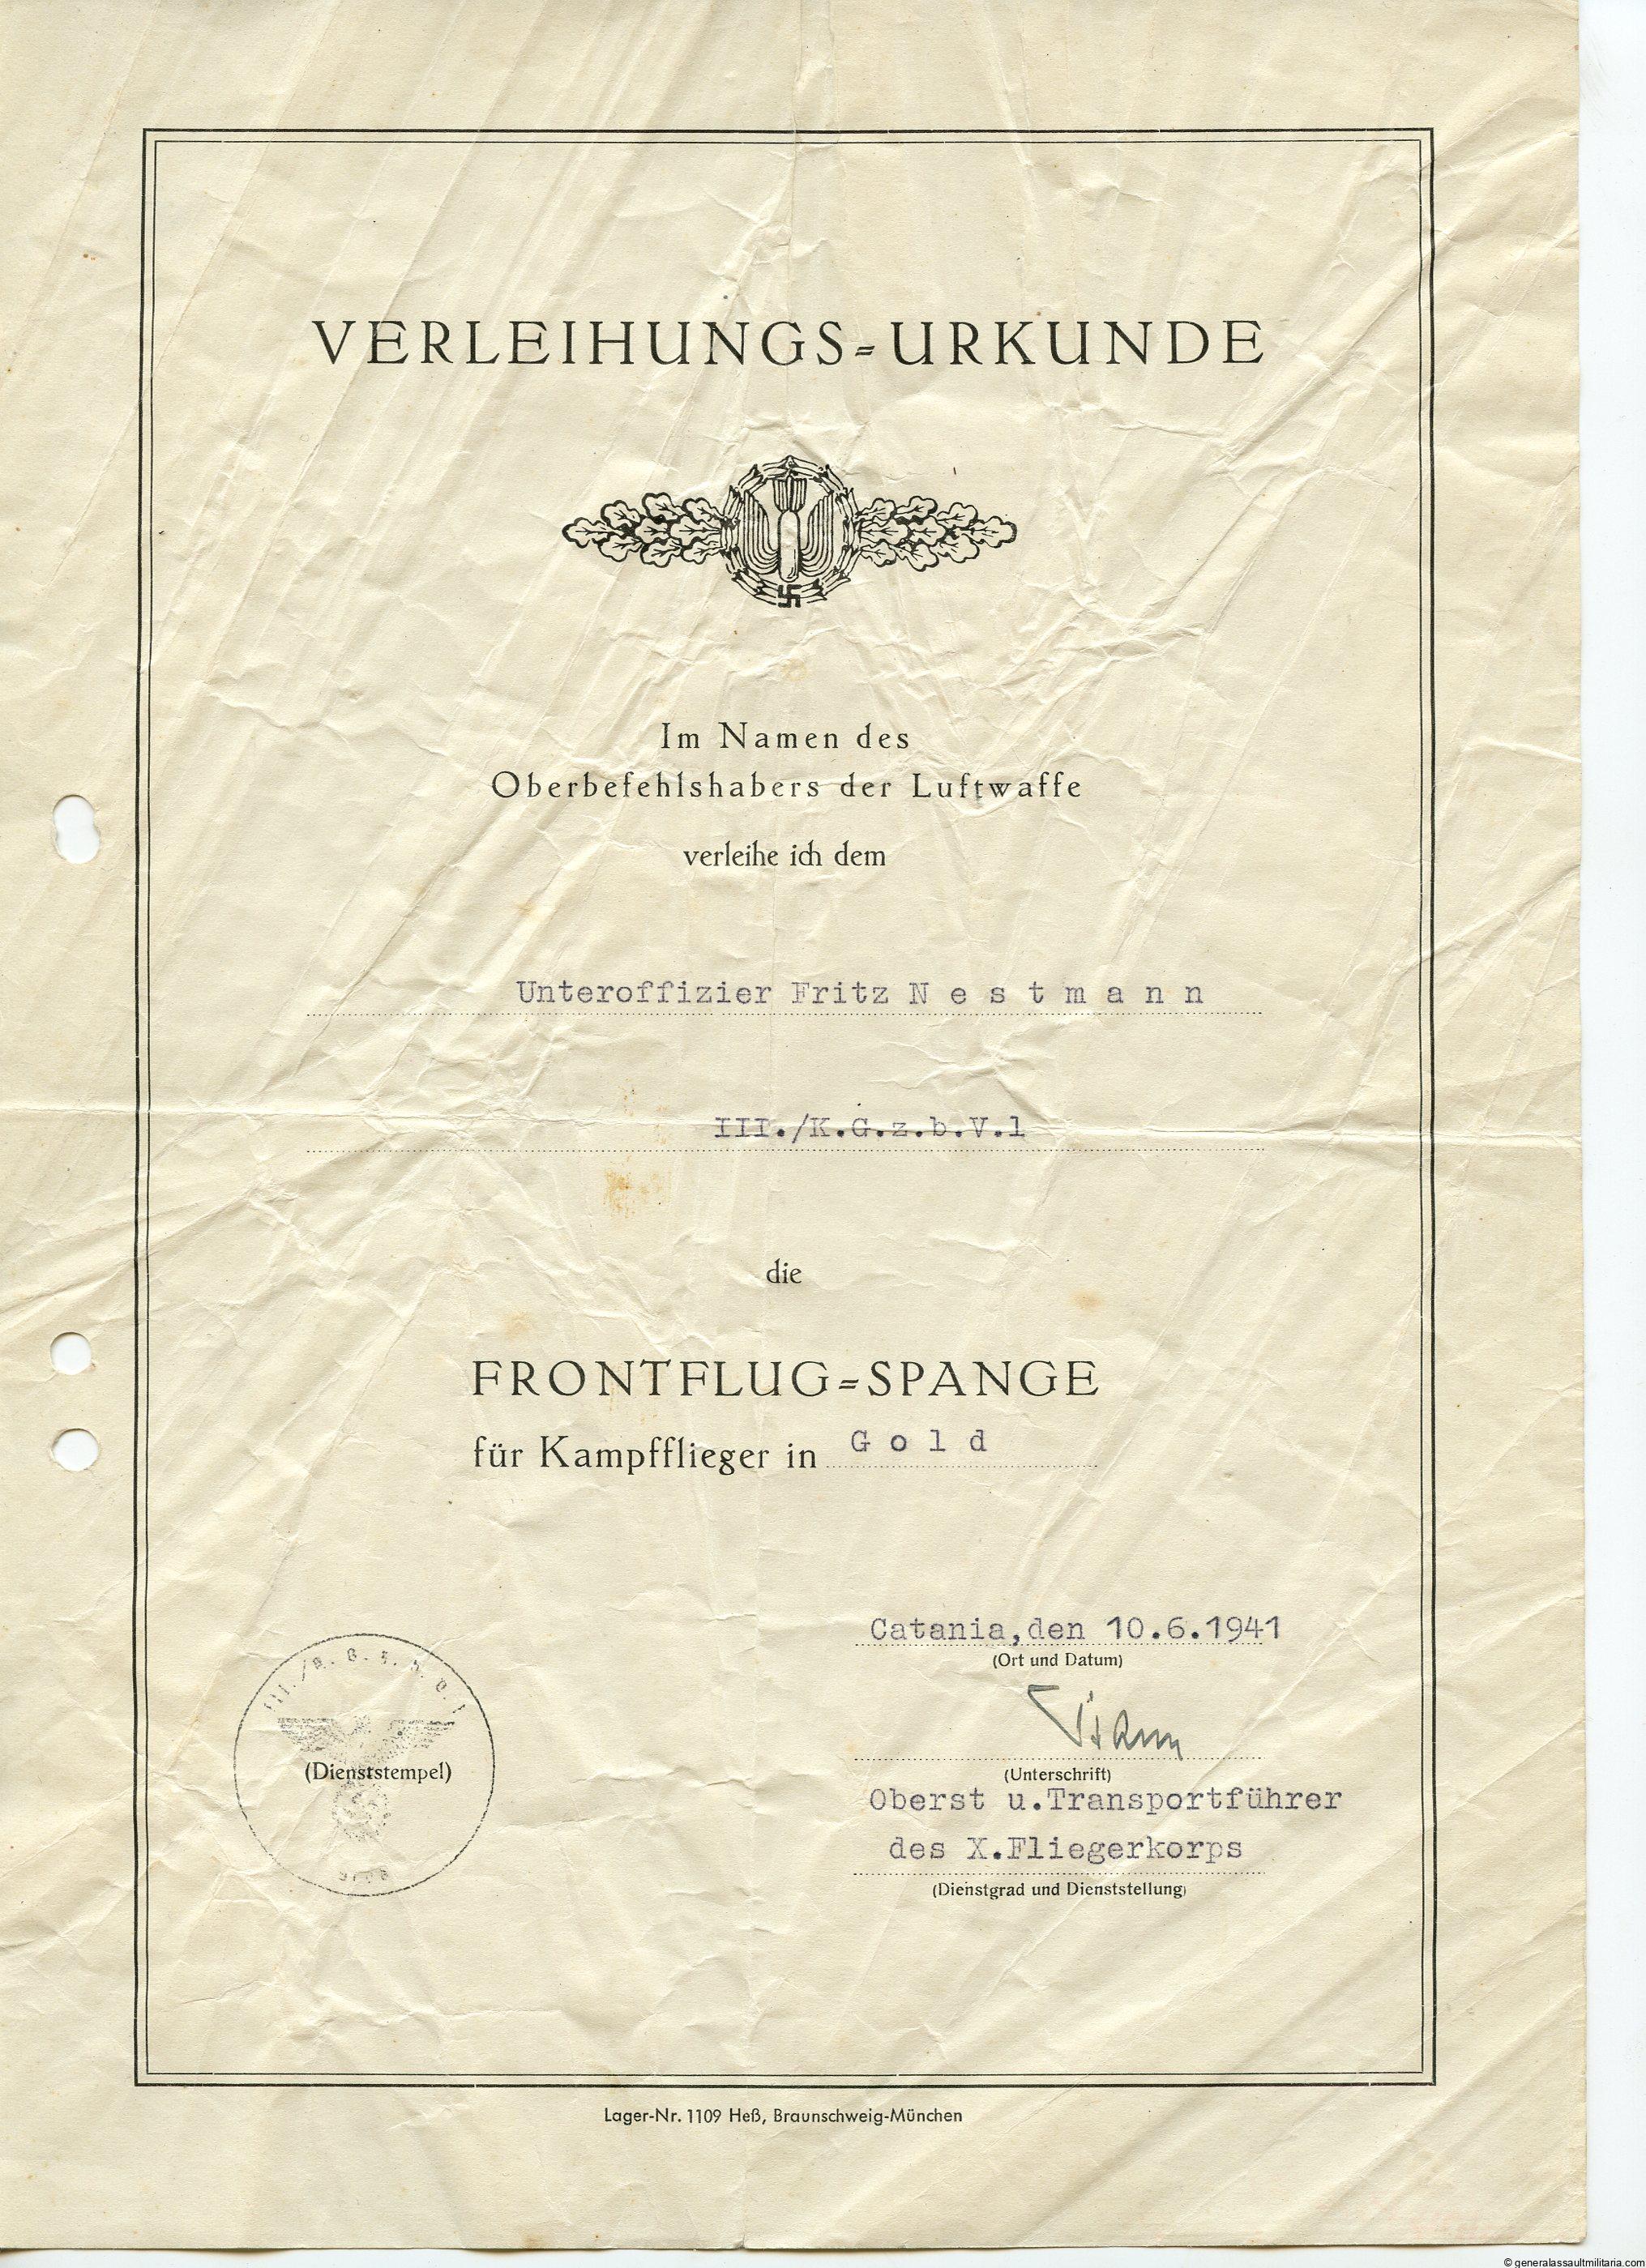 VERLEIHUNGS=URKUNDE
Im Namen des
Oberbefehlshabers der Luftwaffe
verleihe ich dem
Unteroffizier Fritz N e s t m a n n
III./K.G.z.b.V.1
die
FRONTFLUG=SPANGE
für Kampfflieger in G o l d
Catania,den 10.6.1941
(Ort und Datum)
(Dienststempel)
(Unterschrift)
Oberst u.Transportführer
des X.Fliegerkorps
(Dienstgrad und Dienststellung)
Lager-Nr. 1109 Heß, Braunschweig-München
© generalassaultmilitaria.com